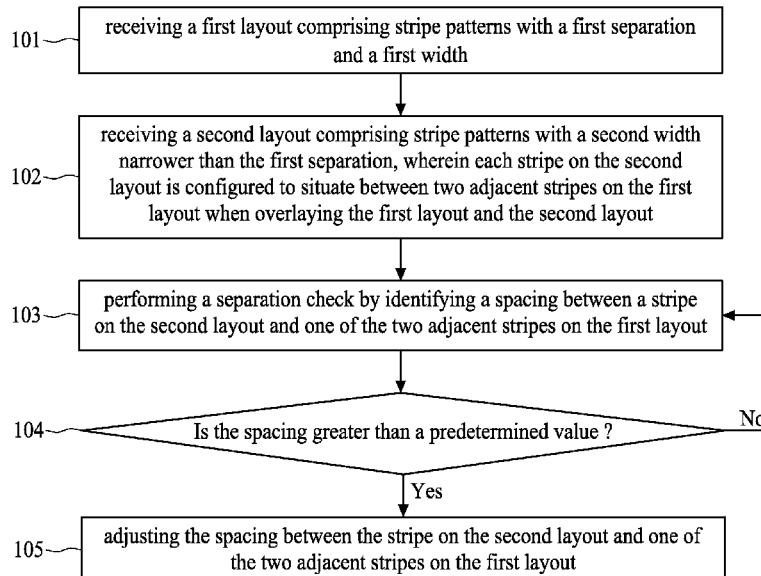 101
receiving a first layout comprising stripe patterns with a first separation
and a first width
receiving a second layout comprising stripe patterns with a second width
narrower than the first separation, wherein each stripe on the second
102
layout is configured to situate between two adjacent stripes on the first
layout when overlaying the first layout and the second layout
103
performing a separation check by identifying a spacing between a stripe
on the second layout and one of the two adjacent stripes on the first layout
104
Is the spacing greater than a predetermined value ?
No
Yes
105
adjusting the spacing between the stripe on the second layout and one of
the two adjacent stripes on the first layout